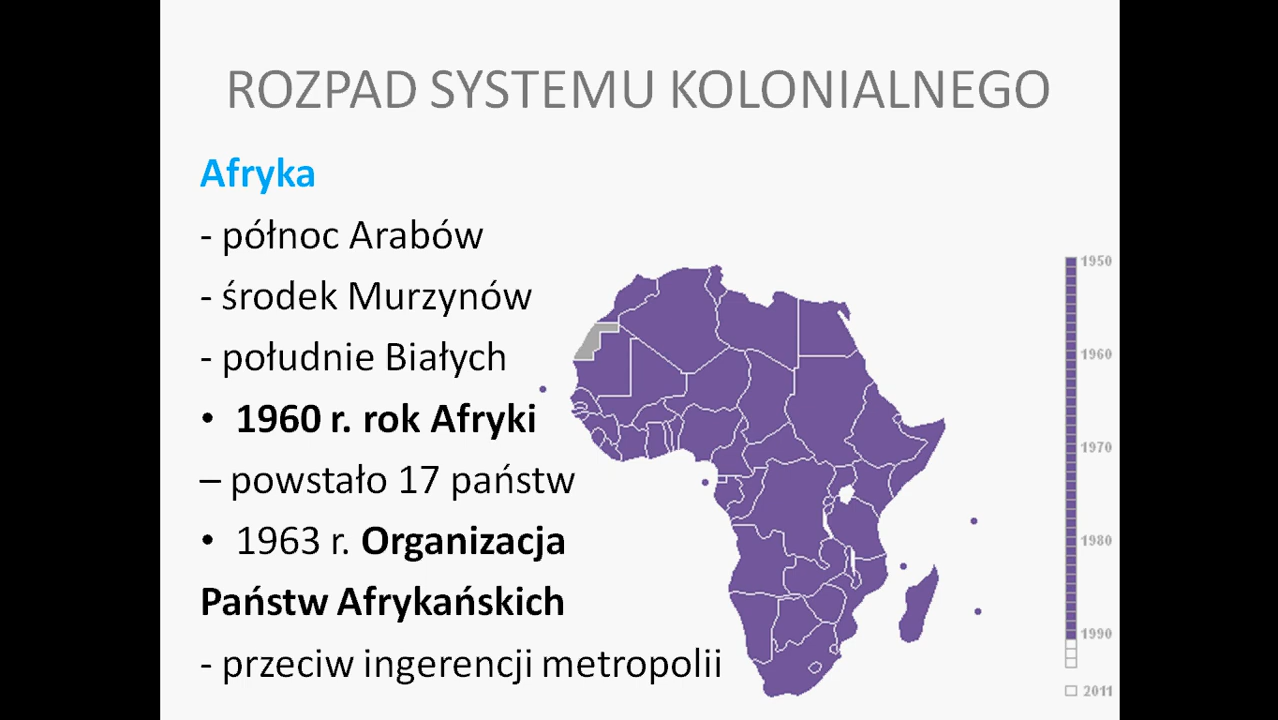 ROZPAD SYSTEMU KOLONIALNEGO
Afryka
- północ Arabów
- środek Murzynów
- południe Białych
• 1960 r. rok Afryki
– powstało 17 państw
• 1963 r. Organizacja
Państw Afrykańskich
- przeciw ingerencji metropolii
1950
1960
1970
1980
1990
2011